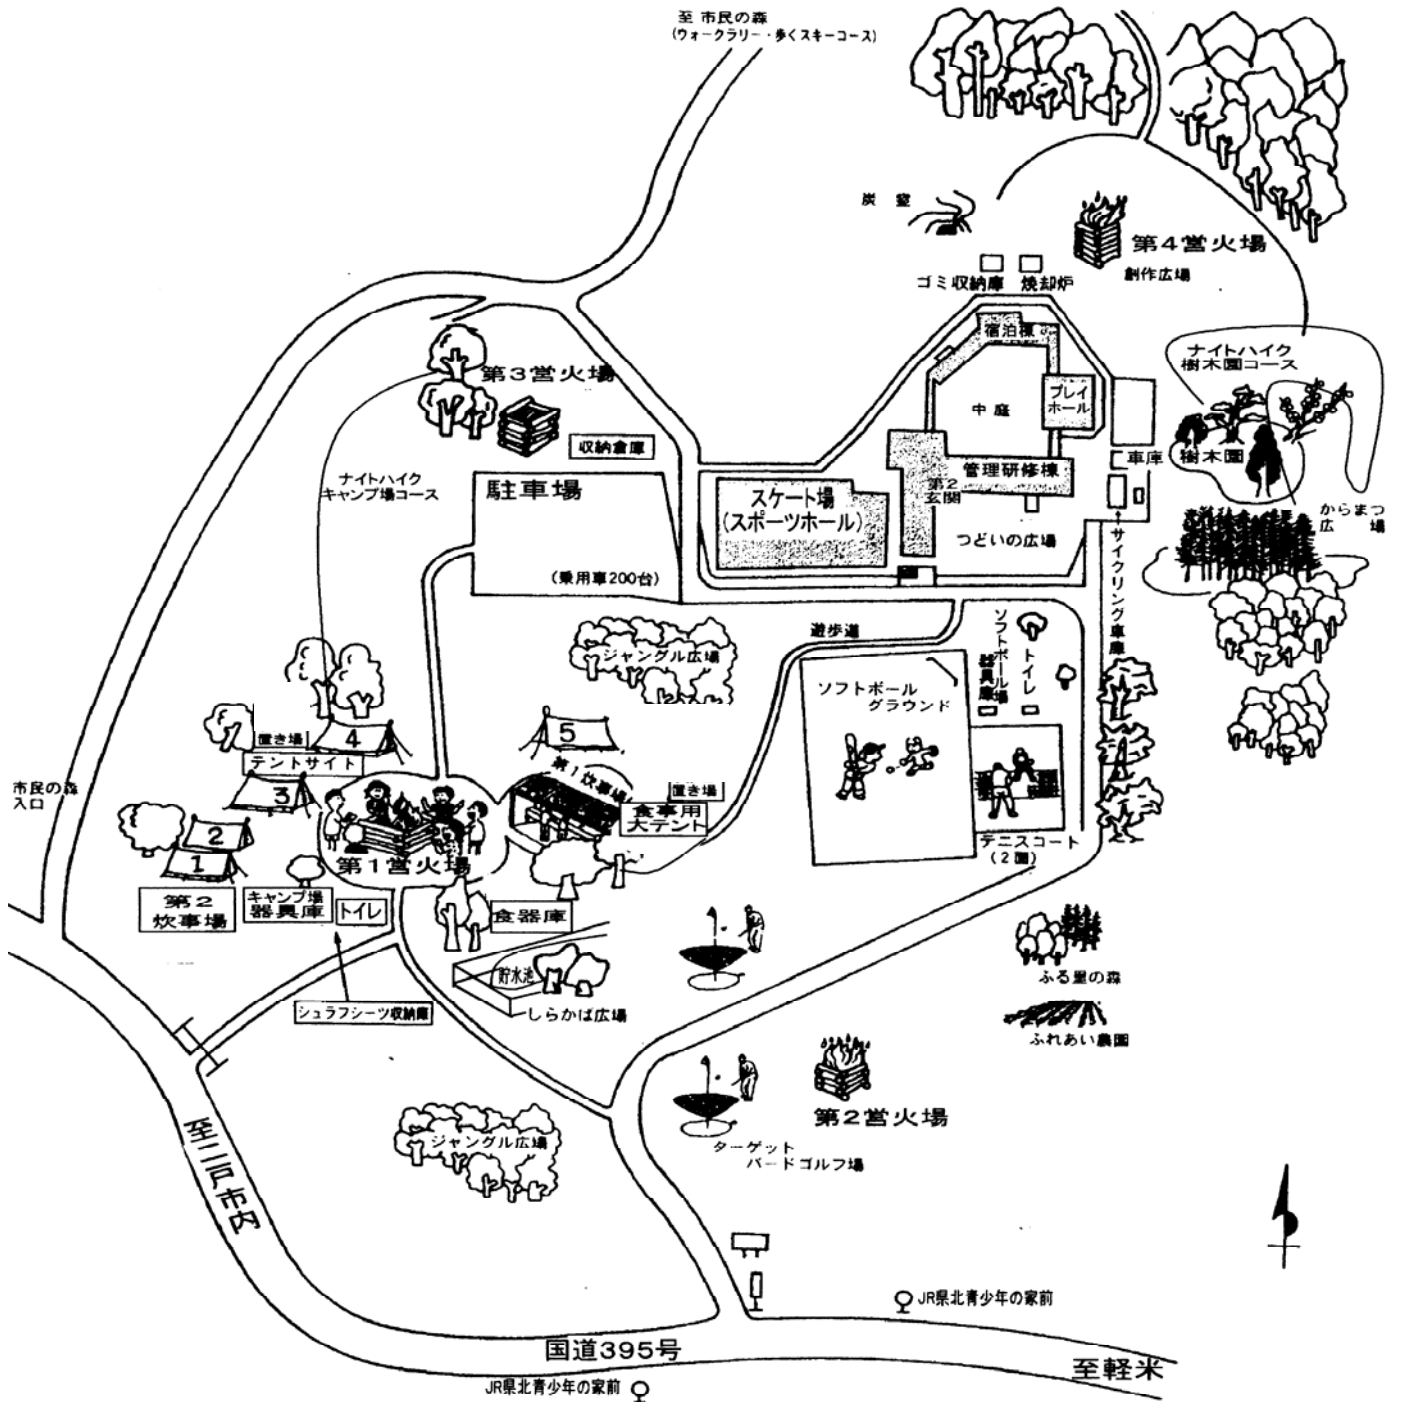 至 市民の森
(ウォークラリー・歩くスキーコース)
炭 窯
第4営火場
創作広場
ゴミ収納庫 焼却炉
宿泊棟
ナイトハイク
樹木園コース
第3営火場
プレイ
ホール
中庭
収納倉庫
管理研修棟
車庫
樹木園
ナイトハイク
キャンプ場コース
駐車場
(乗用車200台)
スケート場
(スポーツホール)
第2
玄関
つどいの広場
からまつ
広 場
サイクリング車庫
遊歩道
ソフトボール場
器具庫
トイレ
ジャングル広場
ソフトボール
グラウンド
置き場
テントサイト
4
5
3
2
1
第1炊事場
置き場
食事用
大テント
市民の森
入口
テニスコート
(2面)
第1営火場
第2
炊事場
キャンプ場
器具庫
トイレ
食器庫
貯水池
しらかば広場
シュラフシーツ収納庫
ふる里の森
ふれあい農園
第2営火場
ターゲット
バードゴルフ場
ジャングル広場
至二戸市内
JR県北青少年の家前
国道395号
至軽米
JR県北青少年の家前